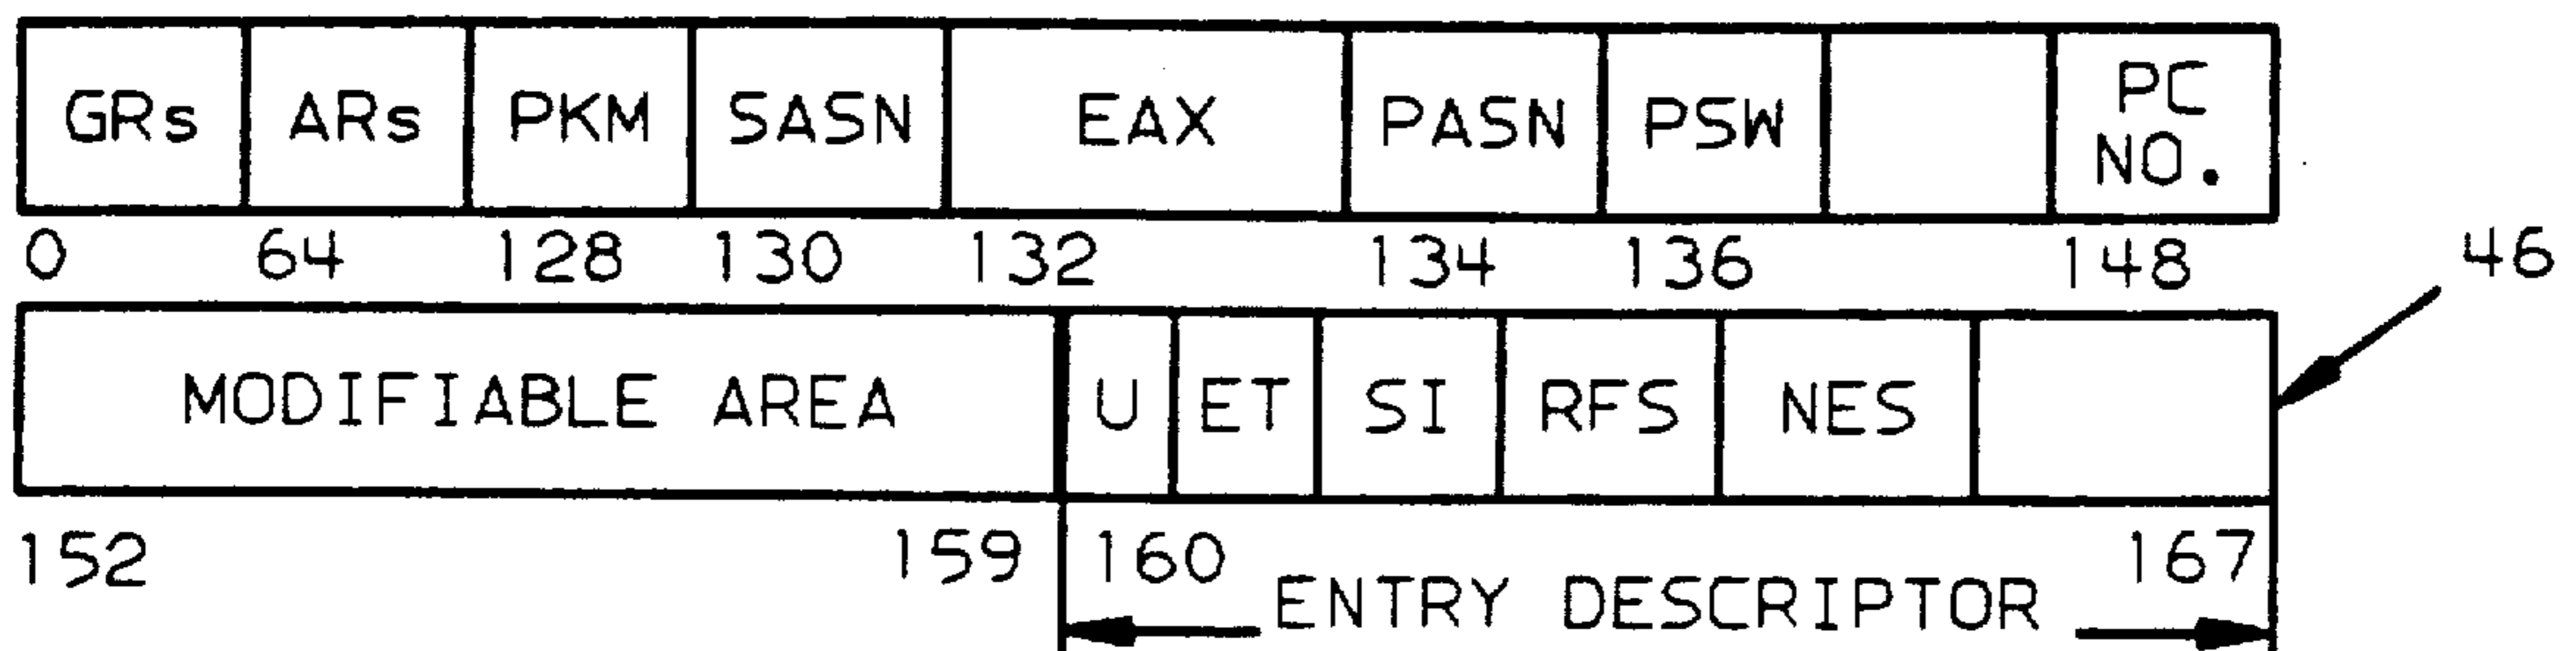 GRs ARs PKM SASN EAX PASN PSW PC NO.
0 64 128 130 132 134 136 148 46
MODIFIABLE AREA U ET SI RFS NES
152 159 160 167
ENTRY DESCRIPTOR